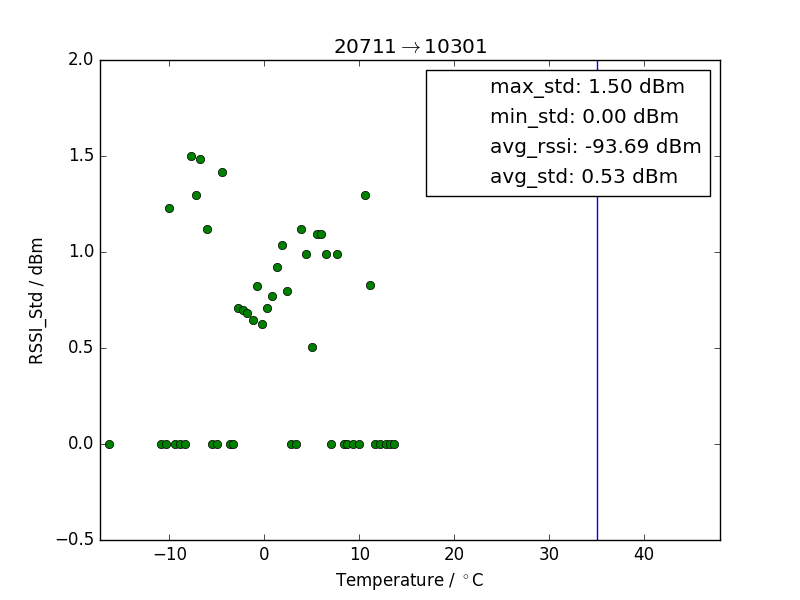 20711→10301
max_std: 1.50 dBm
min_std: 0.00 dBm
avg_rssi: -93.69 dBm
avg_std: 0.53 dBm
2.0
1.5
1.0
0.5
0.0
−0.5
RSSI_Std / dBm
−10 0 10 20 30 40
Temperature / °C